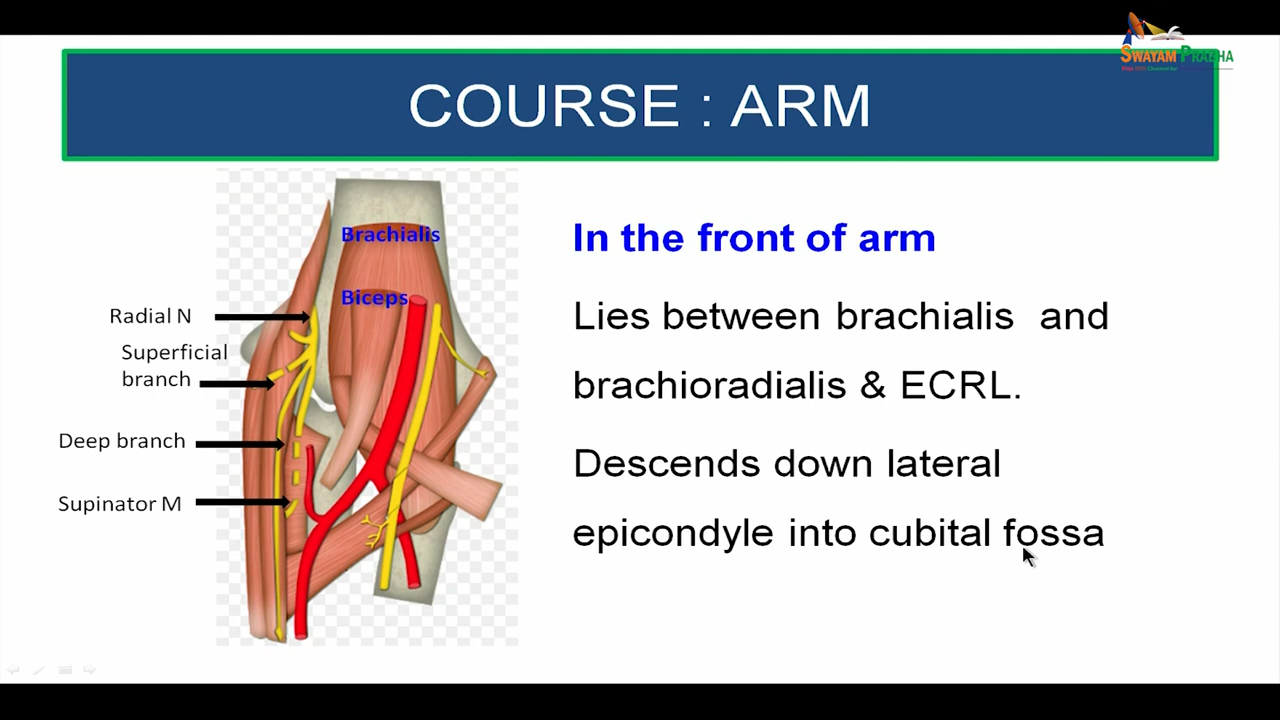 SWAYAM PRABHA
COURSE : ARM
Brachialis
Biceps
Radial N
Superficial
branch
Deep branch
Supinator M
In the front of arm
Lies between brachialis and
brachioradialis & ECRL.
Descends down lateral
epicondyle into cubital fossa